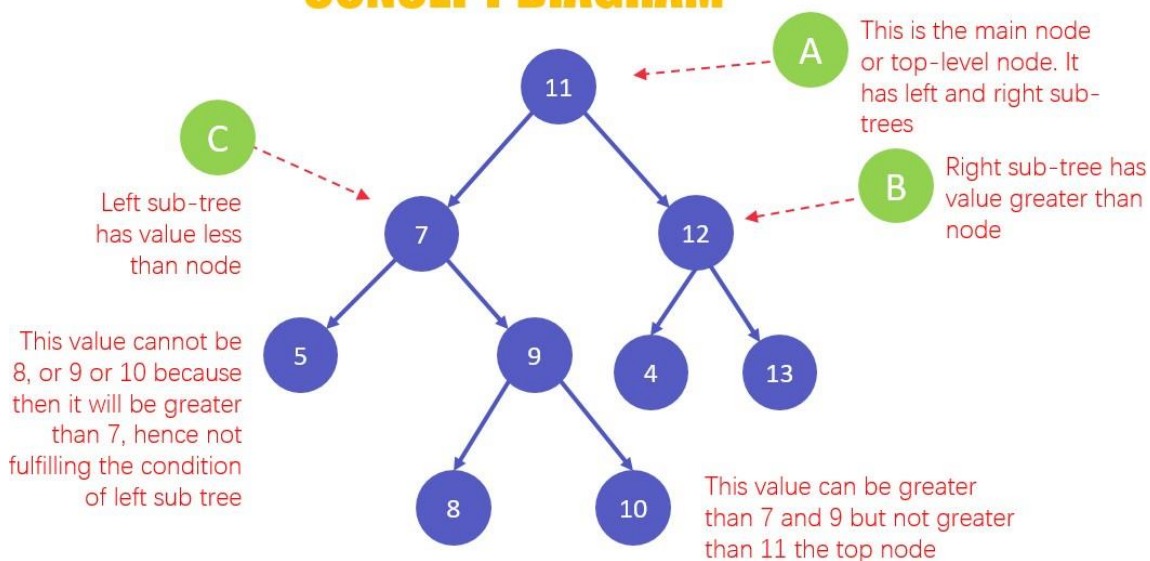 CONCEPT DIAGRAM
11
A
This is the main node
or top-level node. It
has left and right sub-
trees
C
Left sub-tree
has value less
than node
7
12
B
Right sub-tree has
value greater than
node
This value cannot be
8, or 9 or 10 because
then it will be greater
than 7, hence not
fulfilling the condition
of left sub tree
5
9
4
13
8
10
This value can be greater
than 7 and 9 but not greater
than 11 the top node